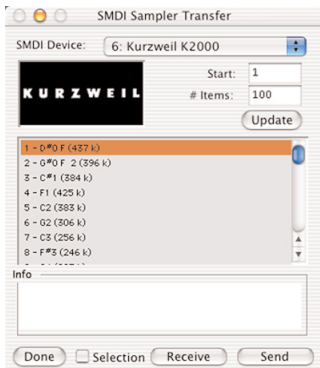 SMDI Sampler Transfer
SMDI Device: 6: Kurzweil K2000
KURZWEIL
Start: 1
# Items: 100
Update
1 - D#0 F (437 k)
2 - G#0 F 2 (396 k)
3 - C#1 (384 k)
4 - F1 (425 k)
5 - C2 (383 k)
6 - G2 (306 k)
7 - C3 (256 k)
8 - F#3 (246 k)
Info
Done Selection Receive Send